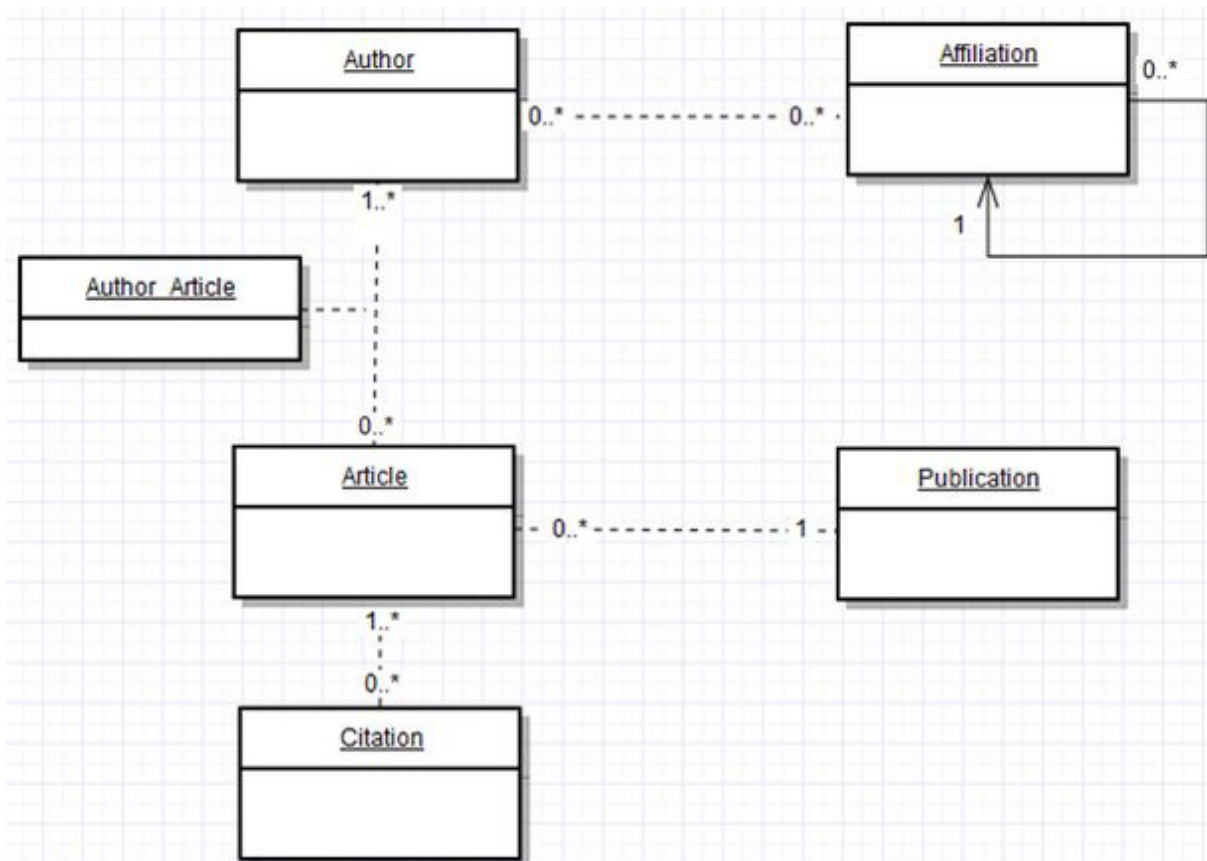 Author
Affiliation
0..*
0..*
0..*
1..*
1
Author_Article
0..*
Article
Publication
0..*
1
1..*
0..*
Citation